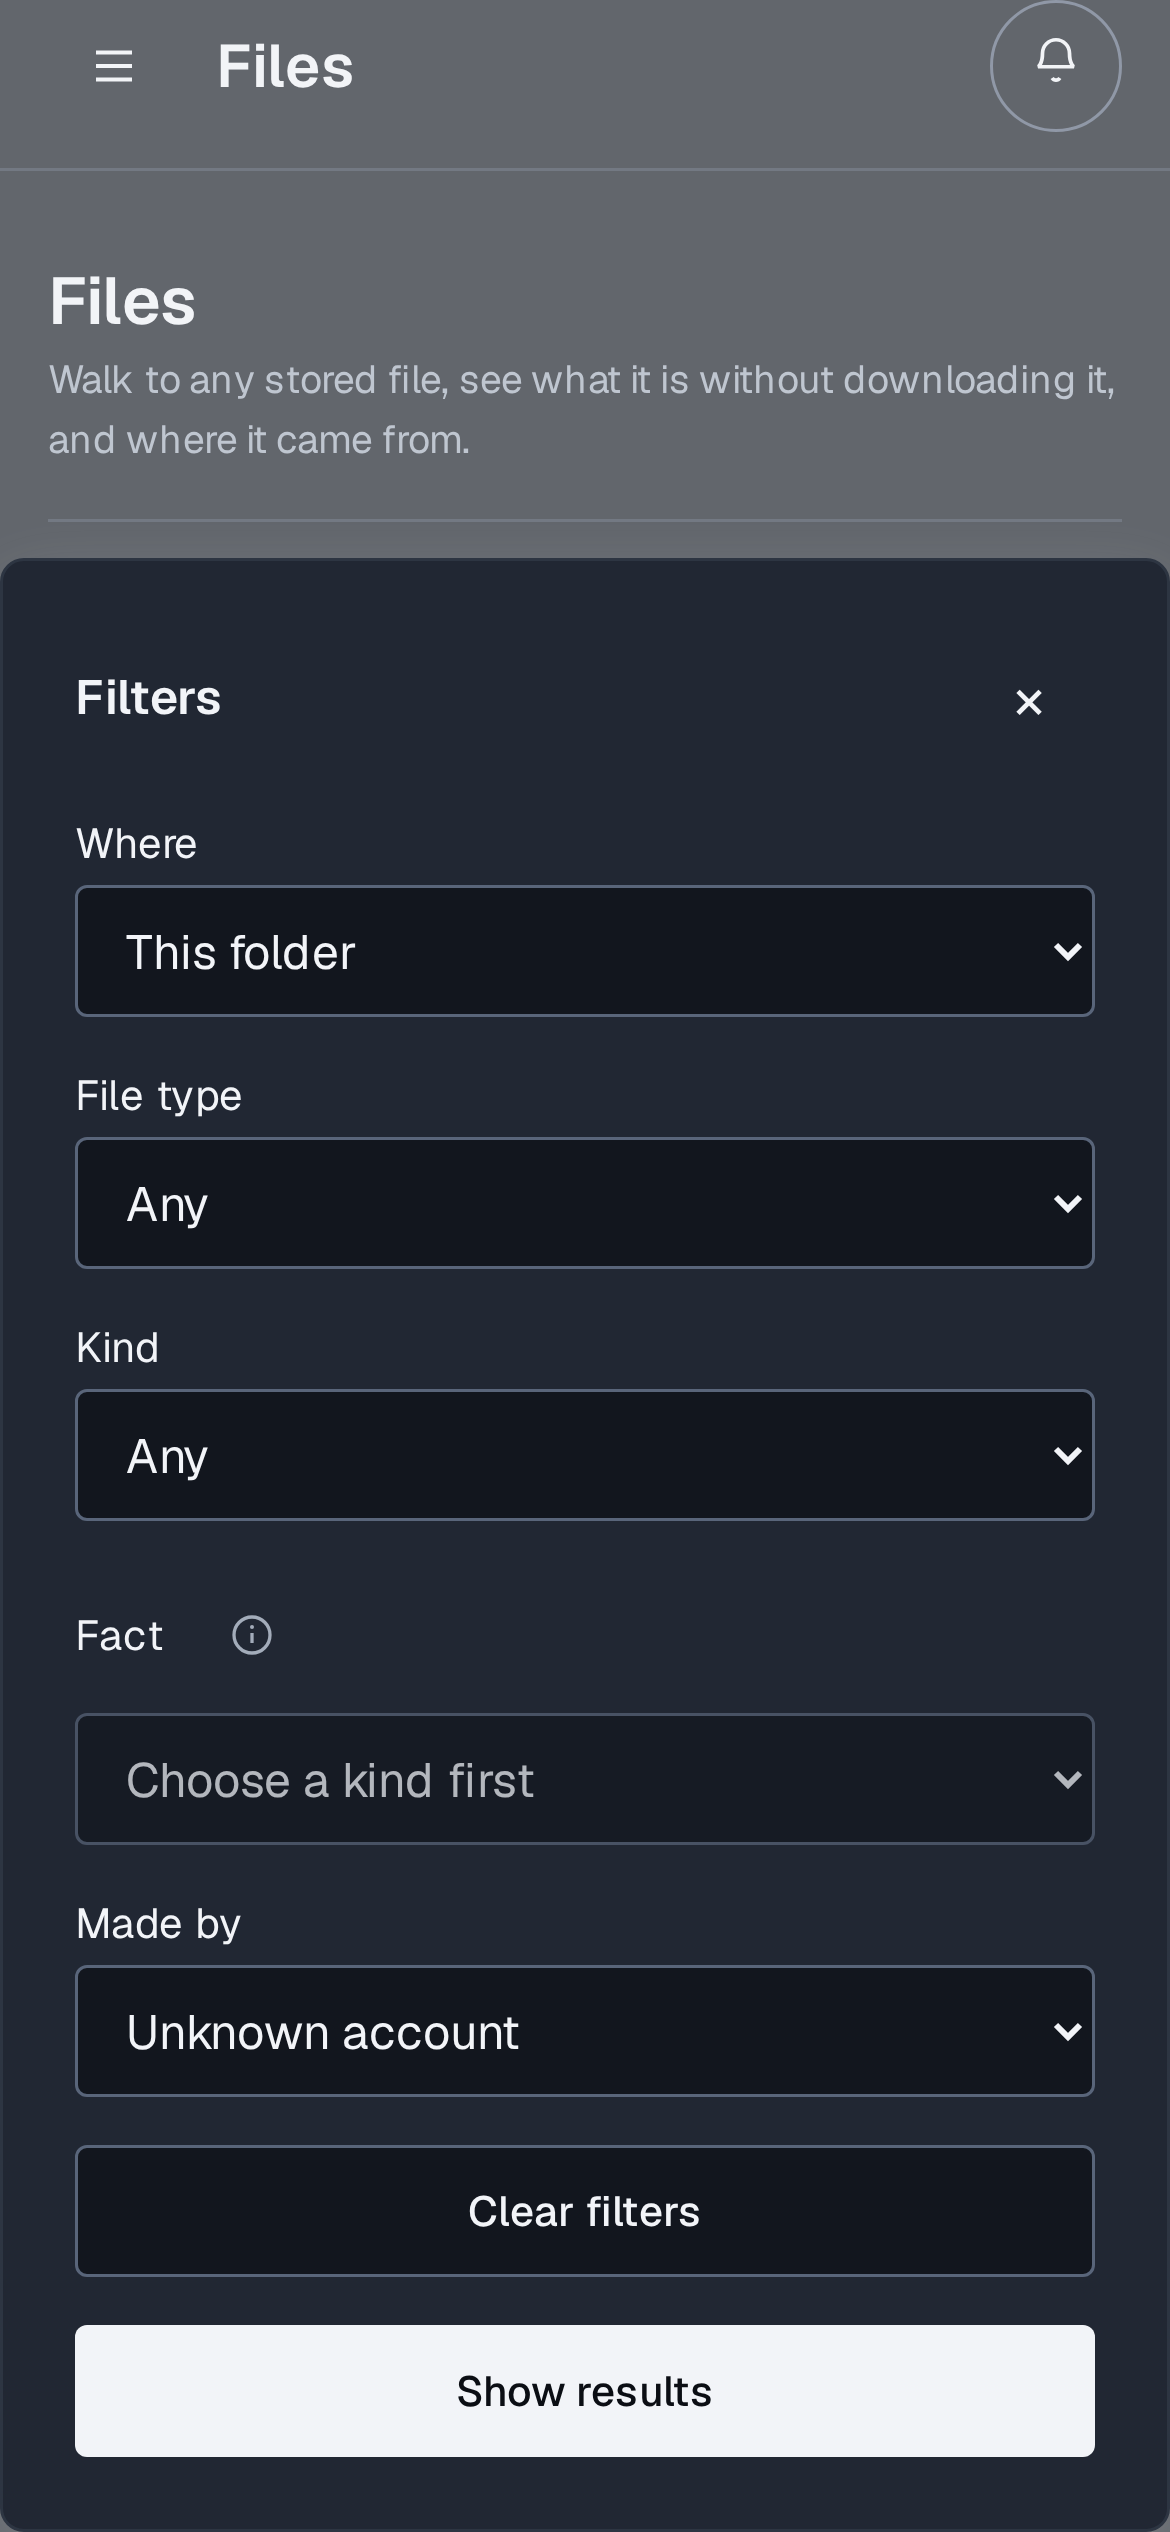 Files
Files
Walk to any stored file, see what it is without downloading it,
and where it came from.
Filters
Where
This folder
File type
Any
Kind
Any
Fact
Choose a kind first
Made by
Unknown account
Clear filters
Show results